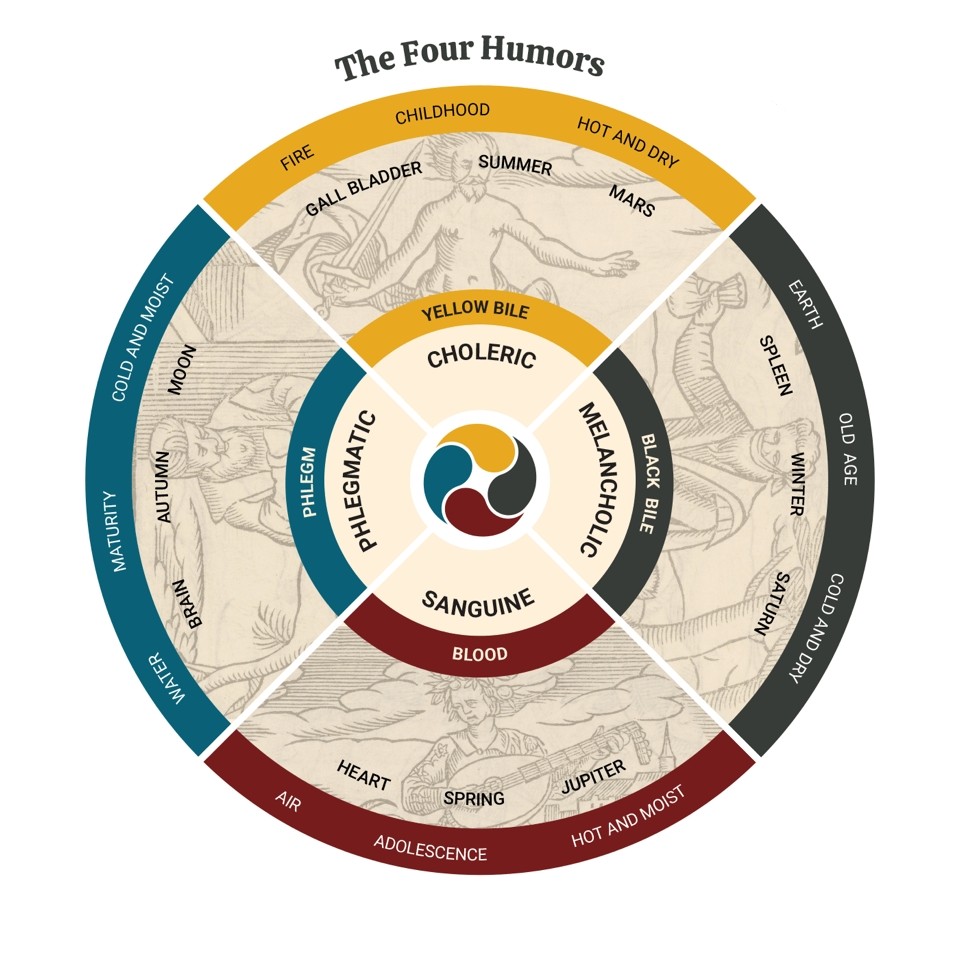 The Four Humors
FIRE
CHILDHOOD
HOT AND DRY
GALL BLADDER
SUMMER
MARS
YELLOW BILE
CHOLERIC
EARTH
OLD AGE
COLD AND DRY
SPLEEN
WINTER
SATURN
BLACK BILE
MELANCHOLIC
SANGUINE
BLOOD
HEART
SPRING
JUPITER
AIR
ADOLESCENCE
HOT AND MOIST
COLD AND MOIST
MATURITY
WATER
MOON
AUTUMN
BRAIN
PHLEGM
PHLEGMATIC